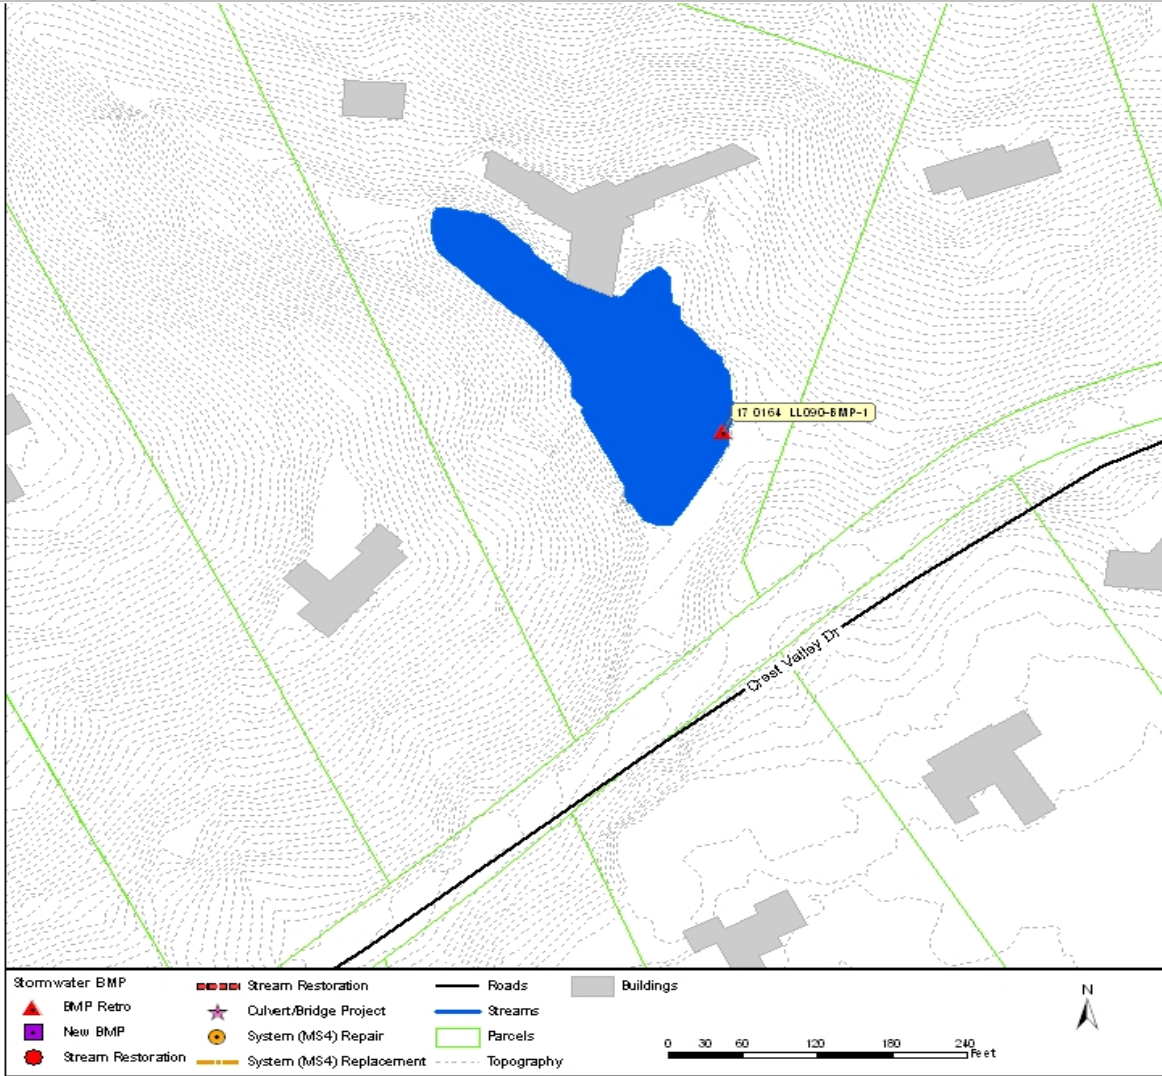 17 0164 LL090-BMP-1
Crest Valley Dr
Stormwater BMP
BMP Retro
New BMP
Stream Restoration
Stream Restoration
Culvert/Bridge Project
System (MS4) Repair
System (MS4) Replacement
Roads
Streams
Parcels
Topography
Buildings
N
0 30 60 120 180 240
Feet